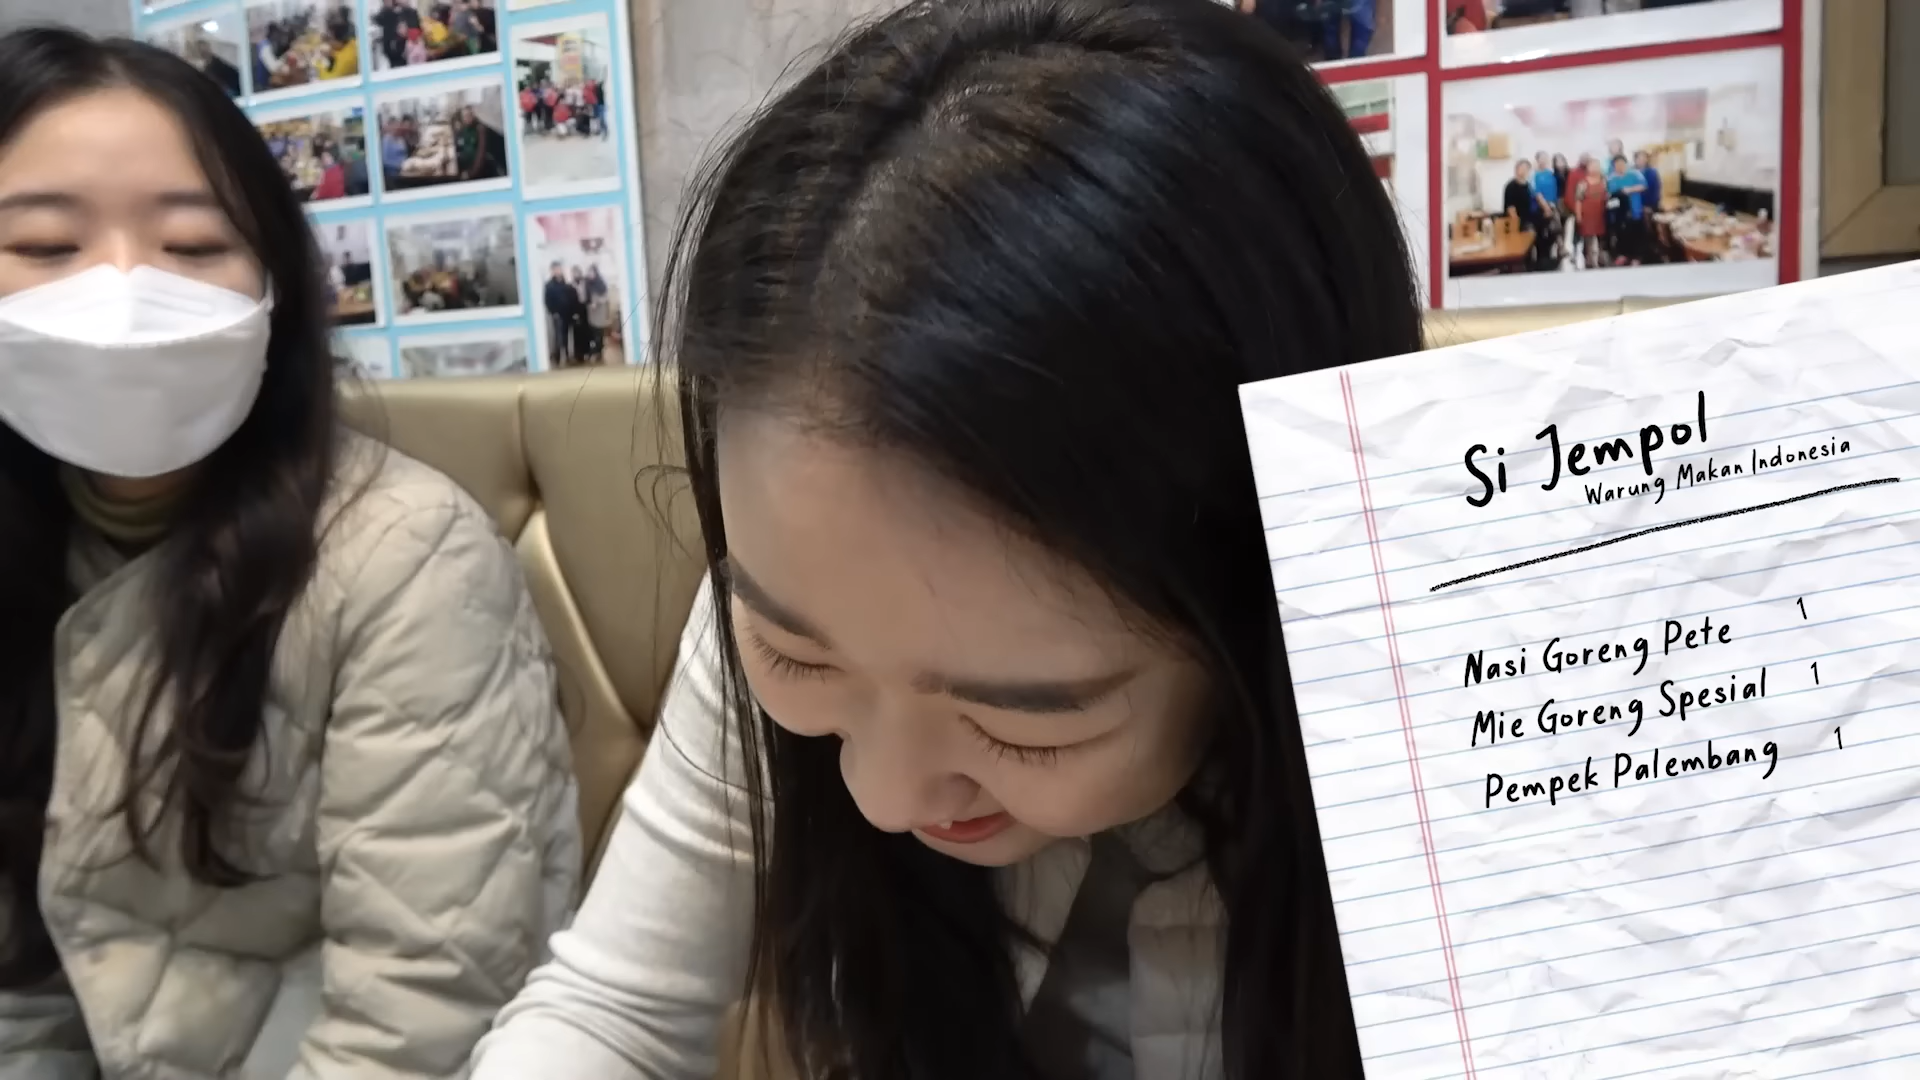 Si Jempol
Warung Makan Indonesia
Nasi Goreng Pete 1
Mie Goreng Spesial 1
Pempek Palembang 1